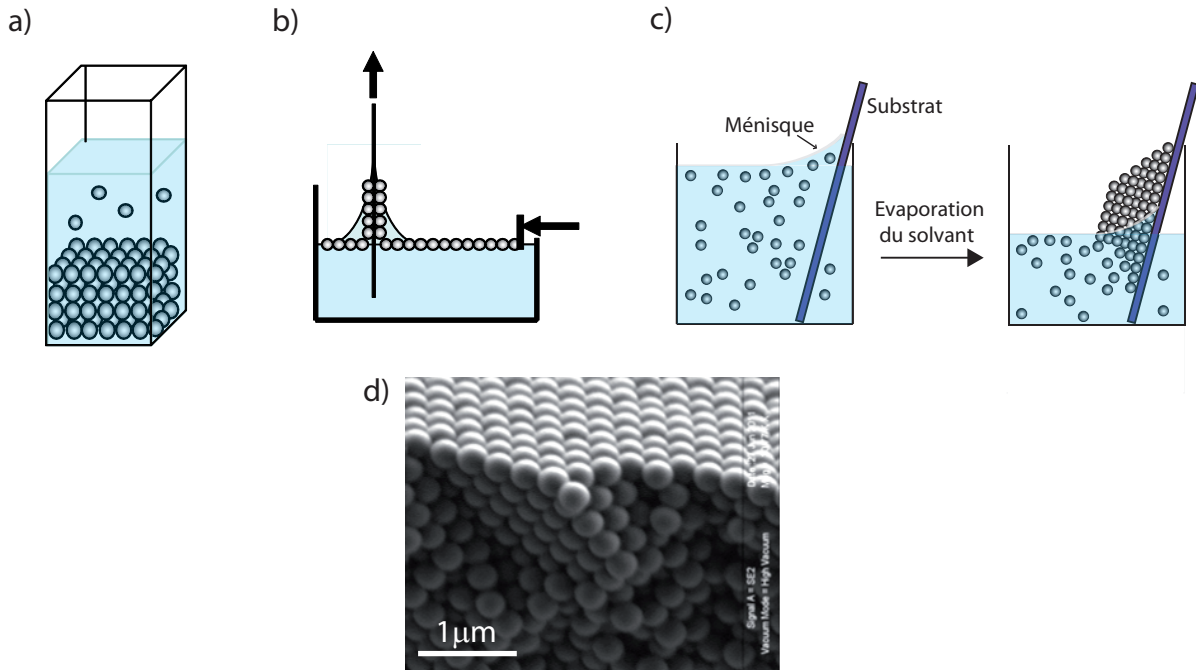 a)
b)
c)
Ménisque
Substrat
Evaporation
du solvant
d)
1µm
Signal A = SE2
Vacuum Mode = High Vacuum